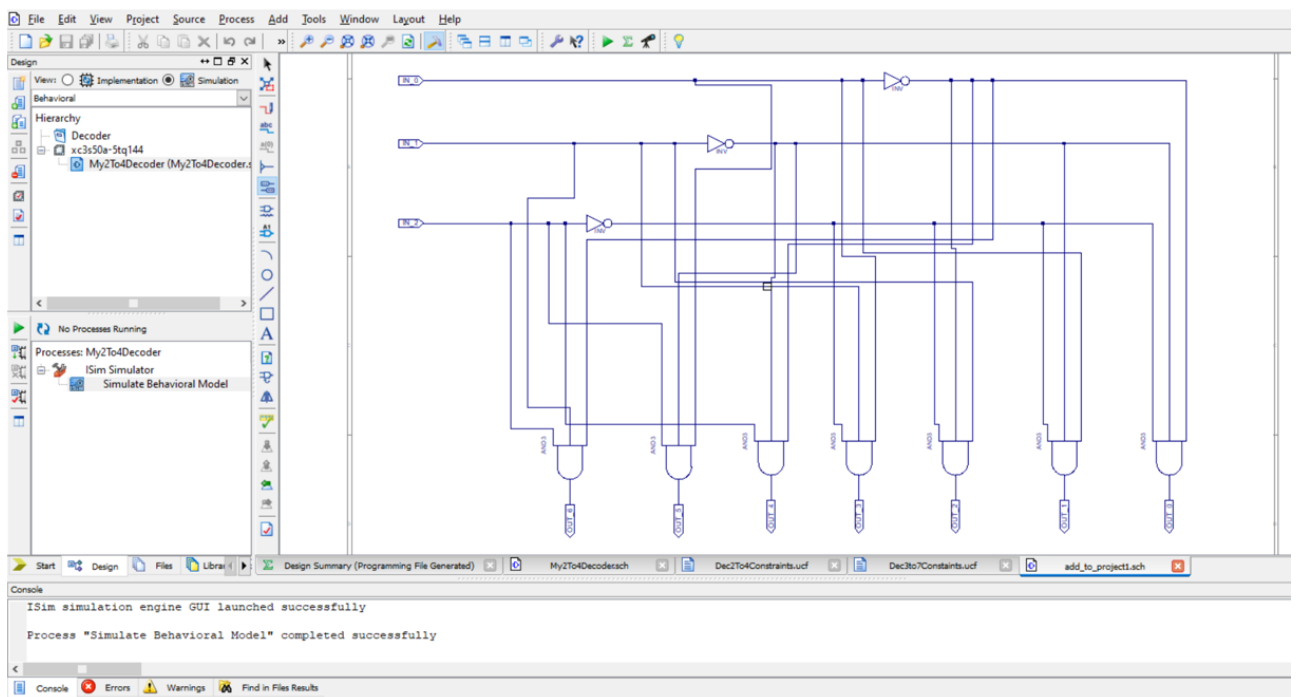 File Edit View Project Source Process Add Tools Window Layout Help
Design
View: Implementation Simulation
Behavioral
Hierarchy
Decoder
xc3s50a-5tq144
My2To4Decoder (My2To4Decoder.s
No Processes Running
Processes: My2To4Decoder
ISim Simulator
Simulate Behavioral Model
IN_0
INV
IN_1
INV
IN_2
INV
AND3 AND3 AND3 AND3 AND3 AND3 AND3
OUT_6 OUT_5 OUT_4 OUT_3 OUT_2 OUT_1 OUT_0
Start Design Files Librar
Design Summary (Programming File Generated) My2To4Decoder.sch Dec2To4Constraints.ucf Dec3to7Constaints.ucf add_to_project1.sch
Console
ISim simulation engine GUI launched successfully
Process "Simulate Behavioral Model" completed successfully
Console Errors Warnings Find in Files Results